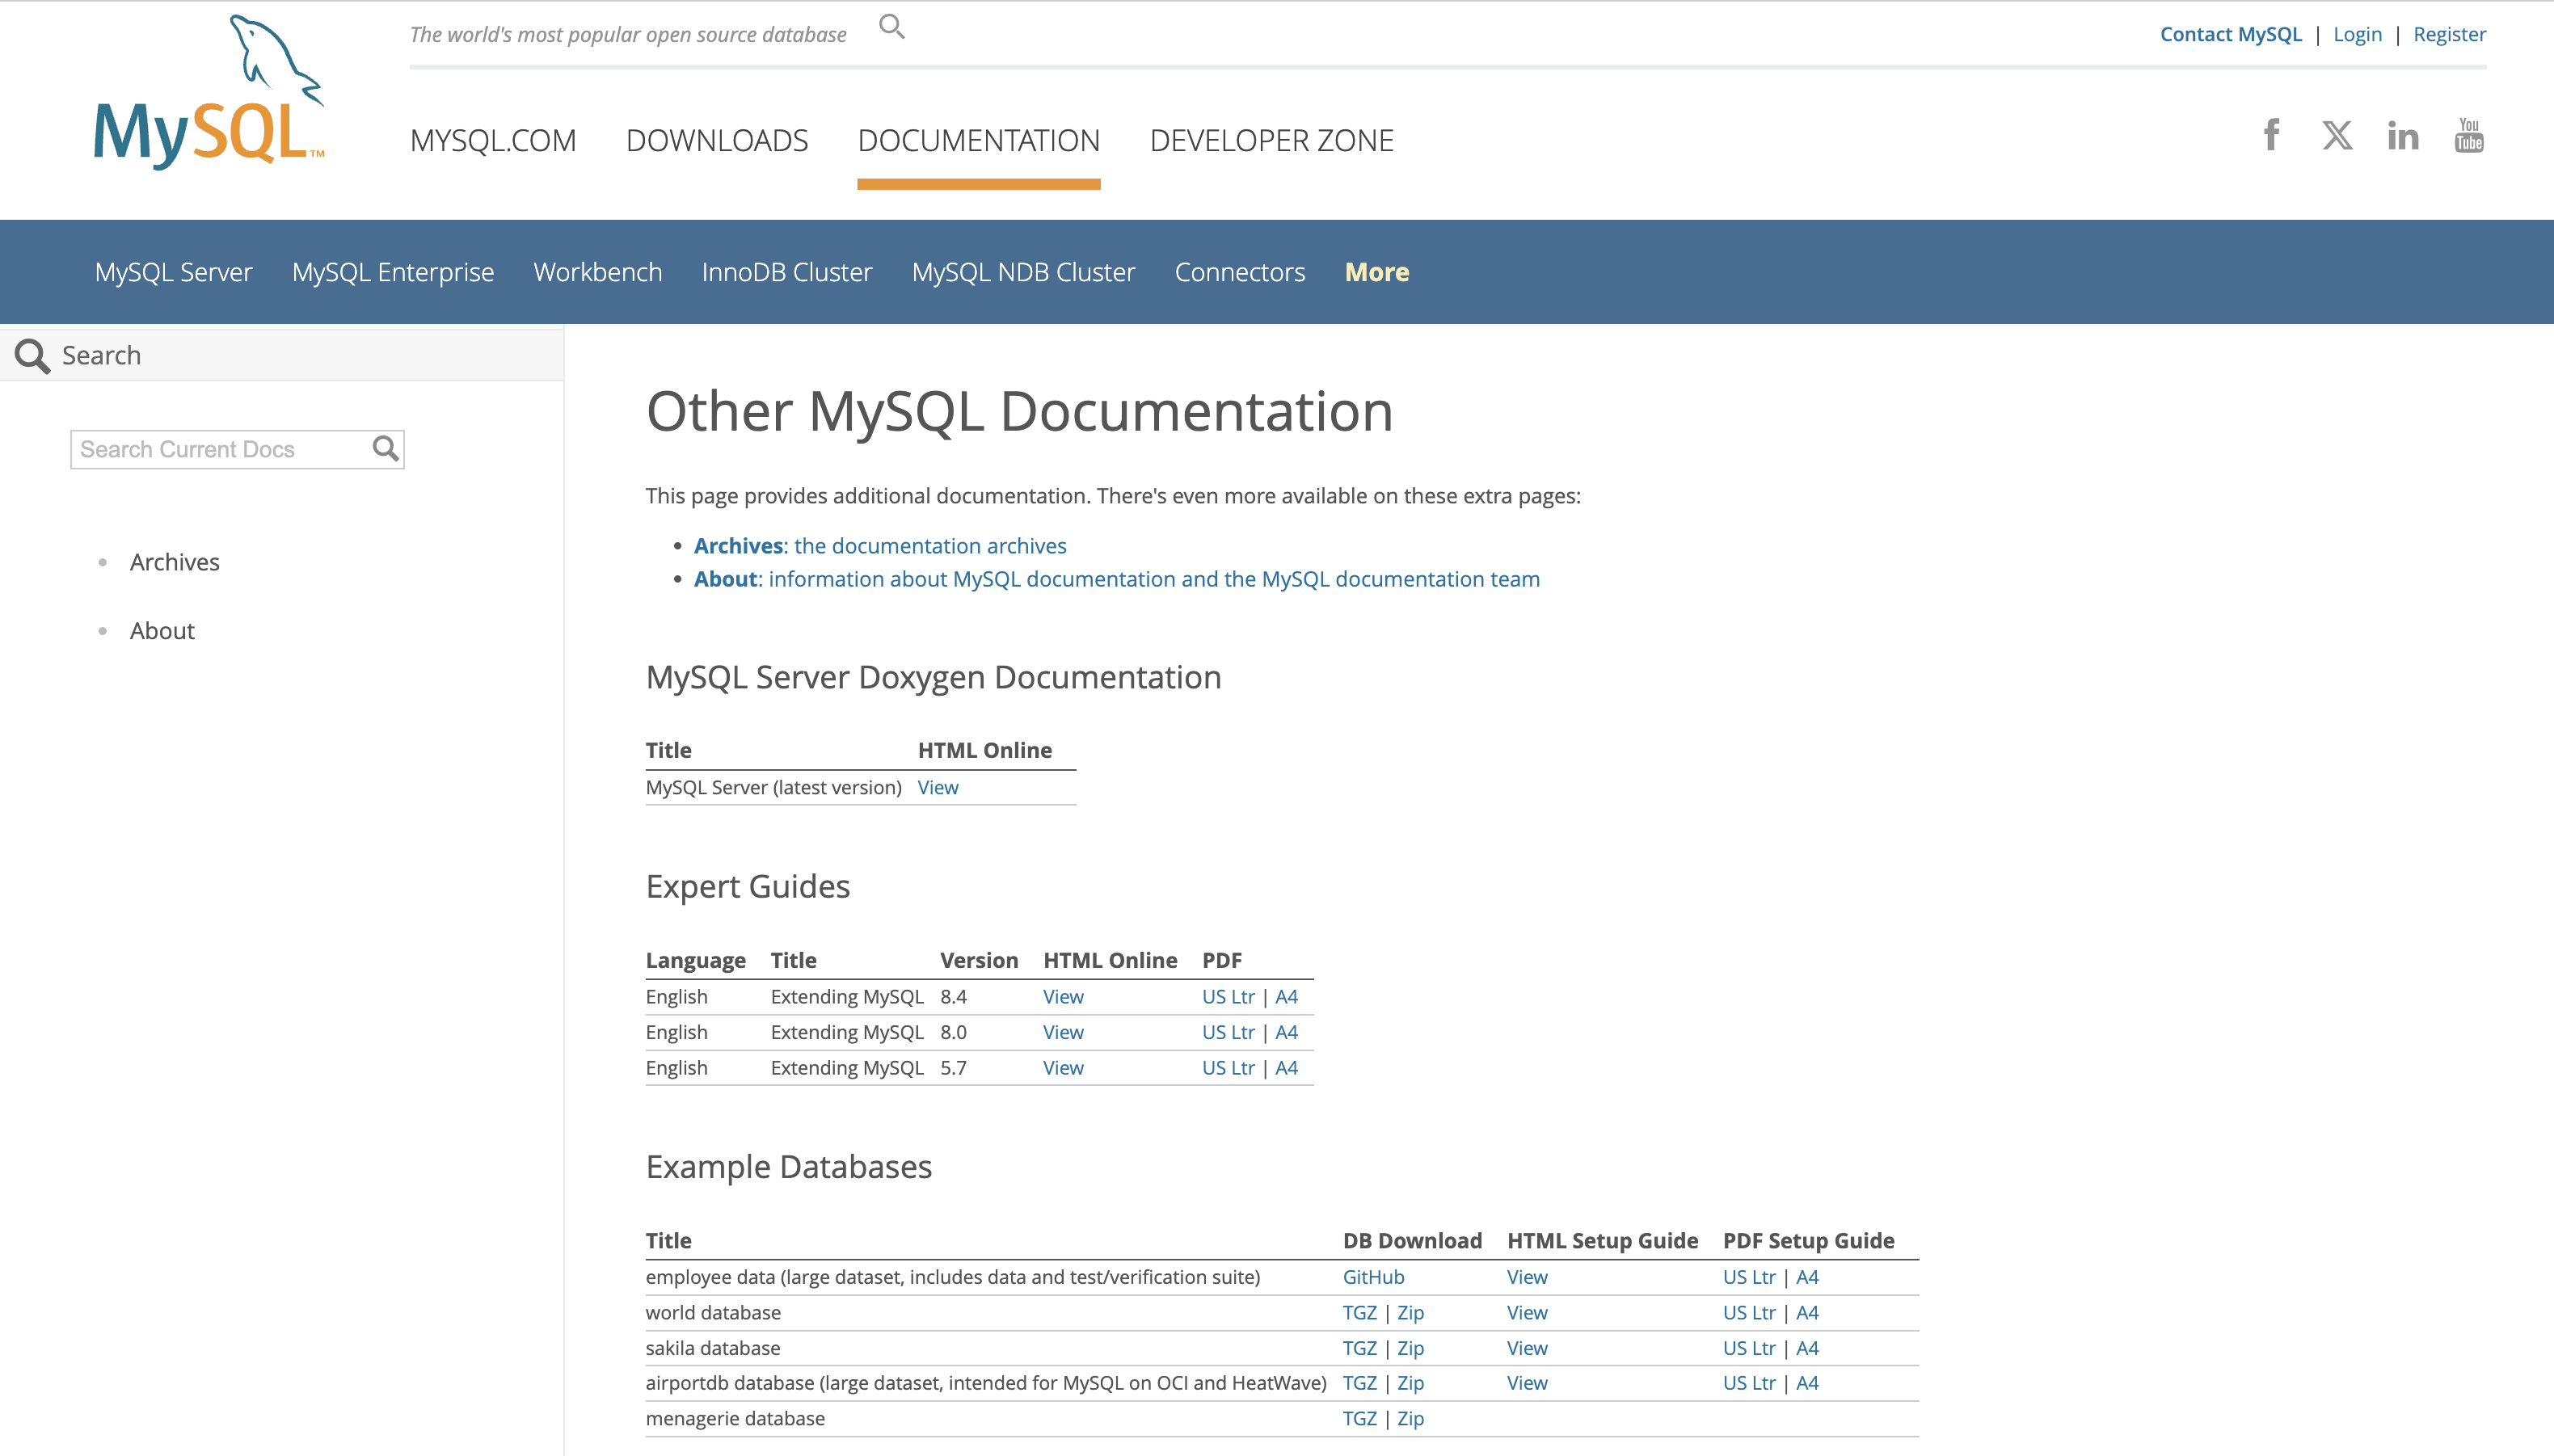 The world's most popular open source database
Contact MySQL | Login | Register
MySQL™
MYSQL.COM DOWNLOADS DOCUMENTATION DEVELOPER ZONE
f X in You Tube
MySQL Server MySQL Enterprise Workbench InnoDB Cluster MySQL NDB Cluster Connectors More
Search
Search Current Docs
Archives
About
Other MySQL Documentation
This page provides additional documentation. There's even more available on these extra pages:
Archives: the documentation archives
About: information about MySQL documentation and the MySQL documentation team
MySQL Server Doxygen Documentation
Title HTML Online
MySQL Server (latest version) View
Expert Guides
Language Title Version HTML Online PDF
English Extending MySQL 8.4 View US Ltr | A4
English Extending MySQL 8.0 View US Ltr | A4
English Extending MySQL 5.7 View US Ltr | A4
Example Databases
Title DB Download HTML Setup Guide PDF Setup Guide
employee data (large dataset, includes data and test/verification suite) GitHub View US Ltr | A4
world database TGZ | Zip View US Ltr | A4
sakila database TGZ | Zip View US Ltr | A4
airportdb database (large dataset, intended for MySQL on OCI and HeatWave) TGZ | Zip View US Ltr | A4
menagerie database TGZ | Zip